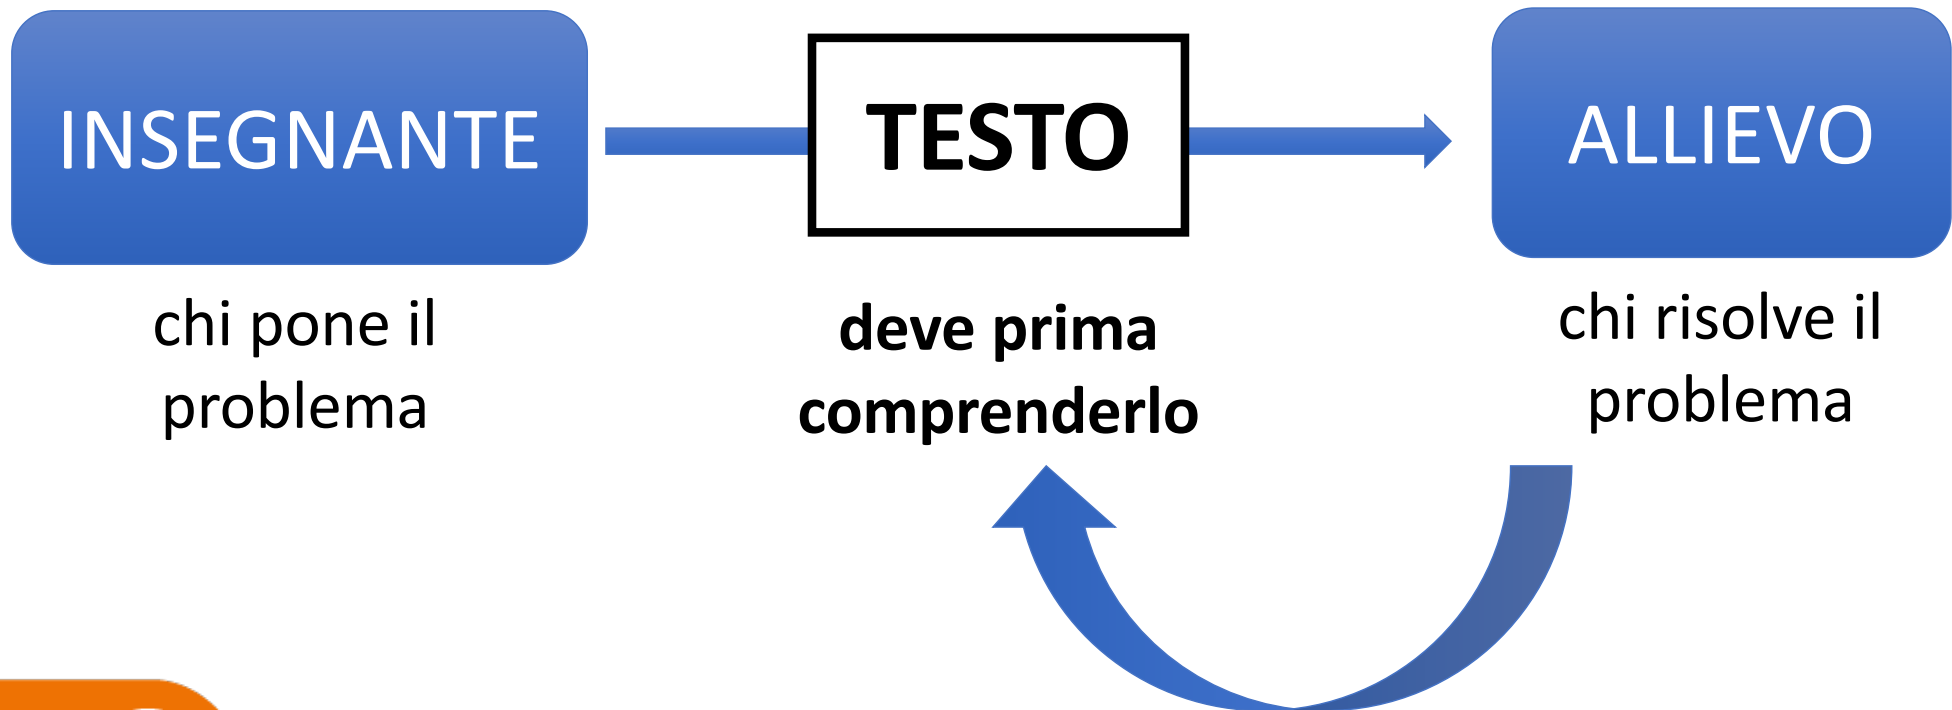 INSEGNANTE
TESTO
ALLIEVO
chi pone il
problema
deve prima
comprenderlo
chi risolve il
problema